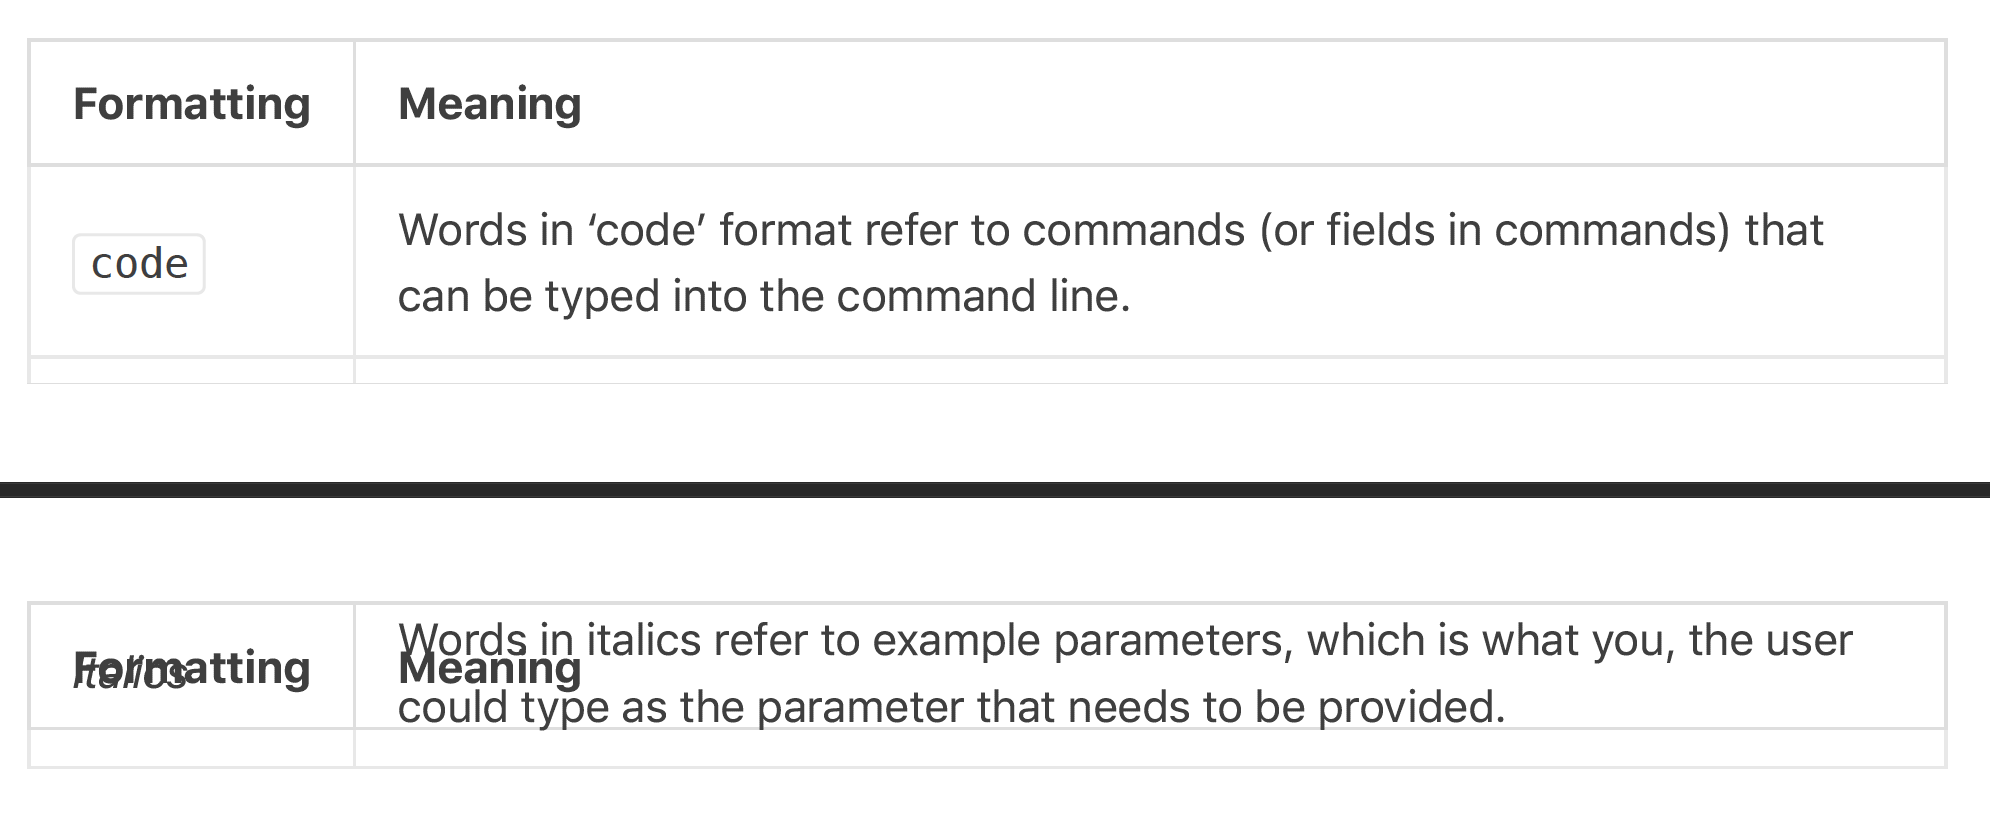 Formatting Meaning
code
Words in ‘code’ format refer to commands (or fields in commands) that
can be typed into the command line.
Formatting Meaning
italics
Words in italics refer to example parameters, which is what you, the user
could type as the parameter that needs to be provided.